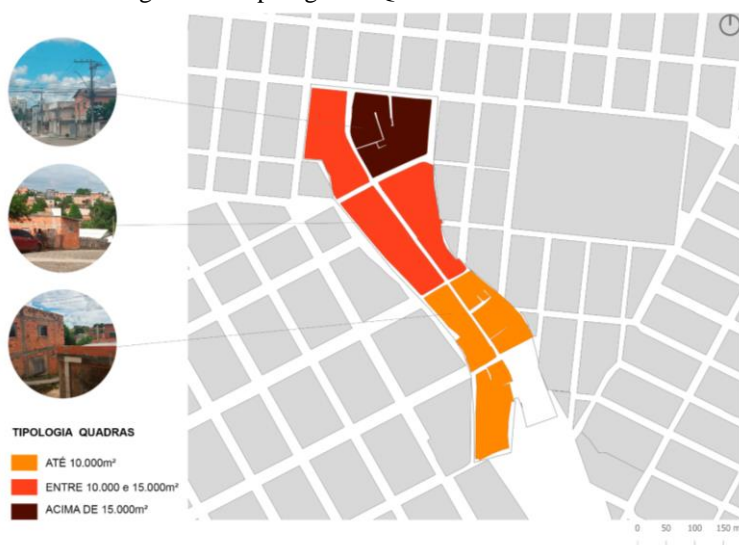 TIPOLOGIA QUADRAS
ATÉ 10.000m²
ENTRE 10.000 e 15.000m²
ACIMA DE 15.000m²
0 50 100 150 m